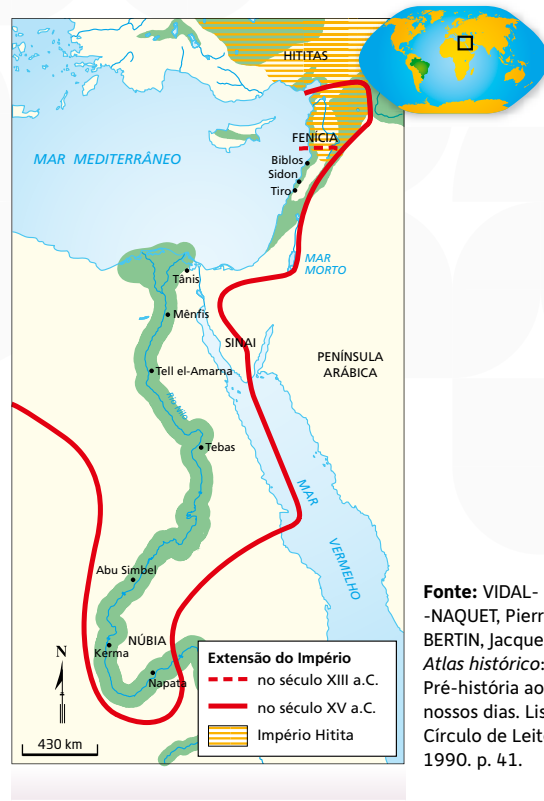 HITITAS
FENÍCIA
MAR MEDITERRÂNEO
Biblos
Sidon
Tiro
MAR
MORTO
Tânis
Mênfis
SINAI
PENÍNSULA
ARÁBICA
Tell el-Amarna
Rio Nilo
Tebas
MAR
VERMELHO
Abu Simbel
NÚBIA
Kerma
Napata
N
430 km
Extensão do Império
no século XIII a.C.
no século XV a.C.
Império Hitita
Fonte: VIDAL-
-NAQUET, Pierr
BERTIN, Jacque
Atlas histórico:
Pré-história ao
nossos dias. Lis
Círculo de Leit
1990. p. 41.